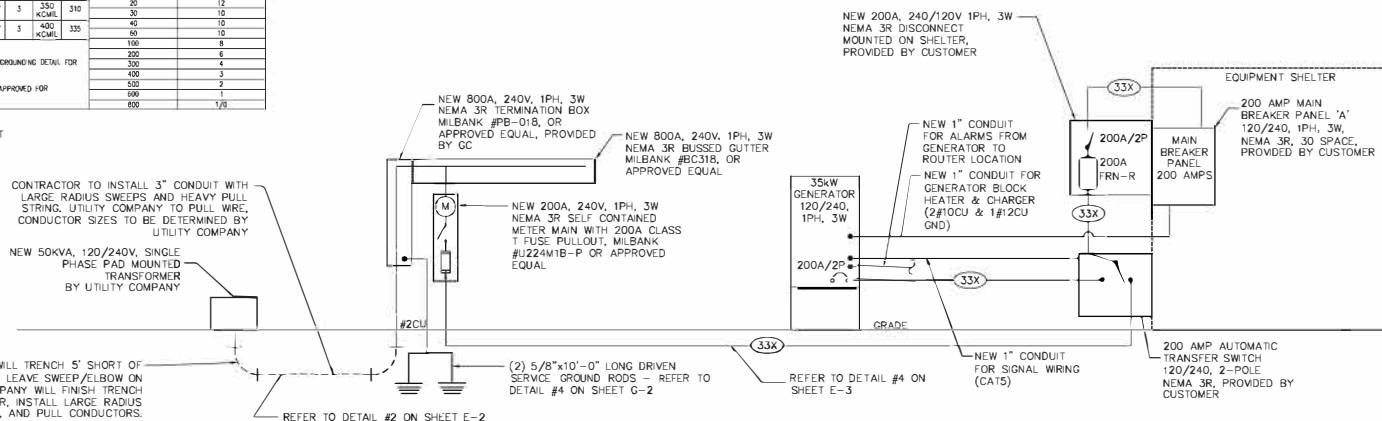 3 350 KCMIL 310
3 400 KCMIL 335
GROUNDING DETAIL FOR
APPROVED FOR
20 12
30 10
40 10
60 10
100 8
200 6
300 4
400 3
500 2
600 1
800 1/0
CONTRACTOR TO INSTALL 3" CONDUIT WITH
LARGE RADIUS SWEEPS AND HEAVY PULL
STRING. UTILITY COMPANY TO PULL WIRE,
CONDUCTOR SIZES TO BE DETERMINED BY
UTILITY COMPANY
NEW 50KVA, 120/240V, SINGLE
PHASE PAD MOUNTED
TRANSFORMER
BY UTILITY COMPANY
WILL TRENCH 5' SHORT OF
LEAVE SWEEP/ELBOW ON
COMPANY WILL FINISH TRENCH
INSTALL LARGE RADIUS
AND PULL CONDUCTORS.
REFER TO DETAIL #2 ON SHEET E-2
NEW 800A, 240V, 1PH, 3W
NEMA 3R TERMINATION BOX
MILBANK #PB-018, OR
APPROVED EQUAL, PROVIDED
BY GC
NEW 800A, 240V, 1PH, 3W
NEMA 3R BUSSED GUTTER
MILBANK #BC318, OR
APPROVED EQUAL
M
NEW 200A, 240V, 1PH, 3W
NEMA 3R SELF CONTAINED
METER MAIN WITH 200A CLASS
T FUSE PULLOUT, MILBANK
#U224M1B-P OR APPROVED
EQUAL
#2CU
(2) 5/8"x10'-0" LONG DRIVEN
SERVICE GROUND RODS - REFER TO
DETAIL #4 ON SHEET G-2
33X
REFER TO DETAIL #4 ON
SHEET E-3
35kW
GENERATOR
120/240,
1PH, 3W
200A/2P
NEW 1" CONDUIT
FOR ALARMS FROM
GENERATOR TO
ROUTER LOCATION
NEW 1" CONDUIT FOR
GENERATOR BLOCK
HEATER & CHARGER
(2#10CU & 1#12CU
GND)
33X
GRADE
NEW 1" CONDUIT
FOR SIGNAL WIRING
(CAT5)
NEW 200A, 240/120V 1PH, 3W
NEMA 3R DISCONNECT
MOUNTED ON SHELTER,
PROVIDED BY CUSTOMER
33X
200A/2P
200A
FRN-R
33X
MAIN
BREAKER
PANEL
200 AMPS
EQUIPMENT SHELTER
200 AMP MAIN
BREAKER PANEL 'A'
120/240, 1PH, 3W,
NEMA 3R, 30 SPACE,
PROVIDED BY CUSTOMER
200 AMP AUTOMATIC
TRANSFER SWITCH
120/240, 2-POLE
NEMA 3R, PROVIDED BY
CUSTOMER